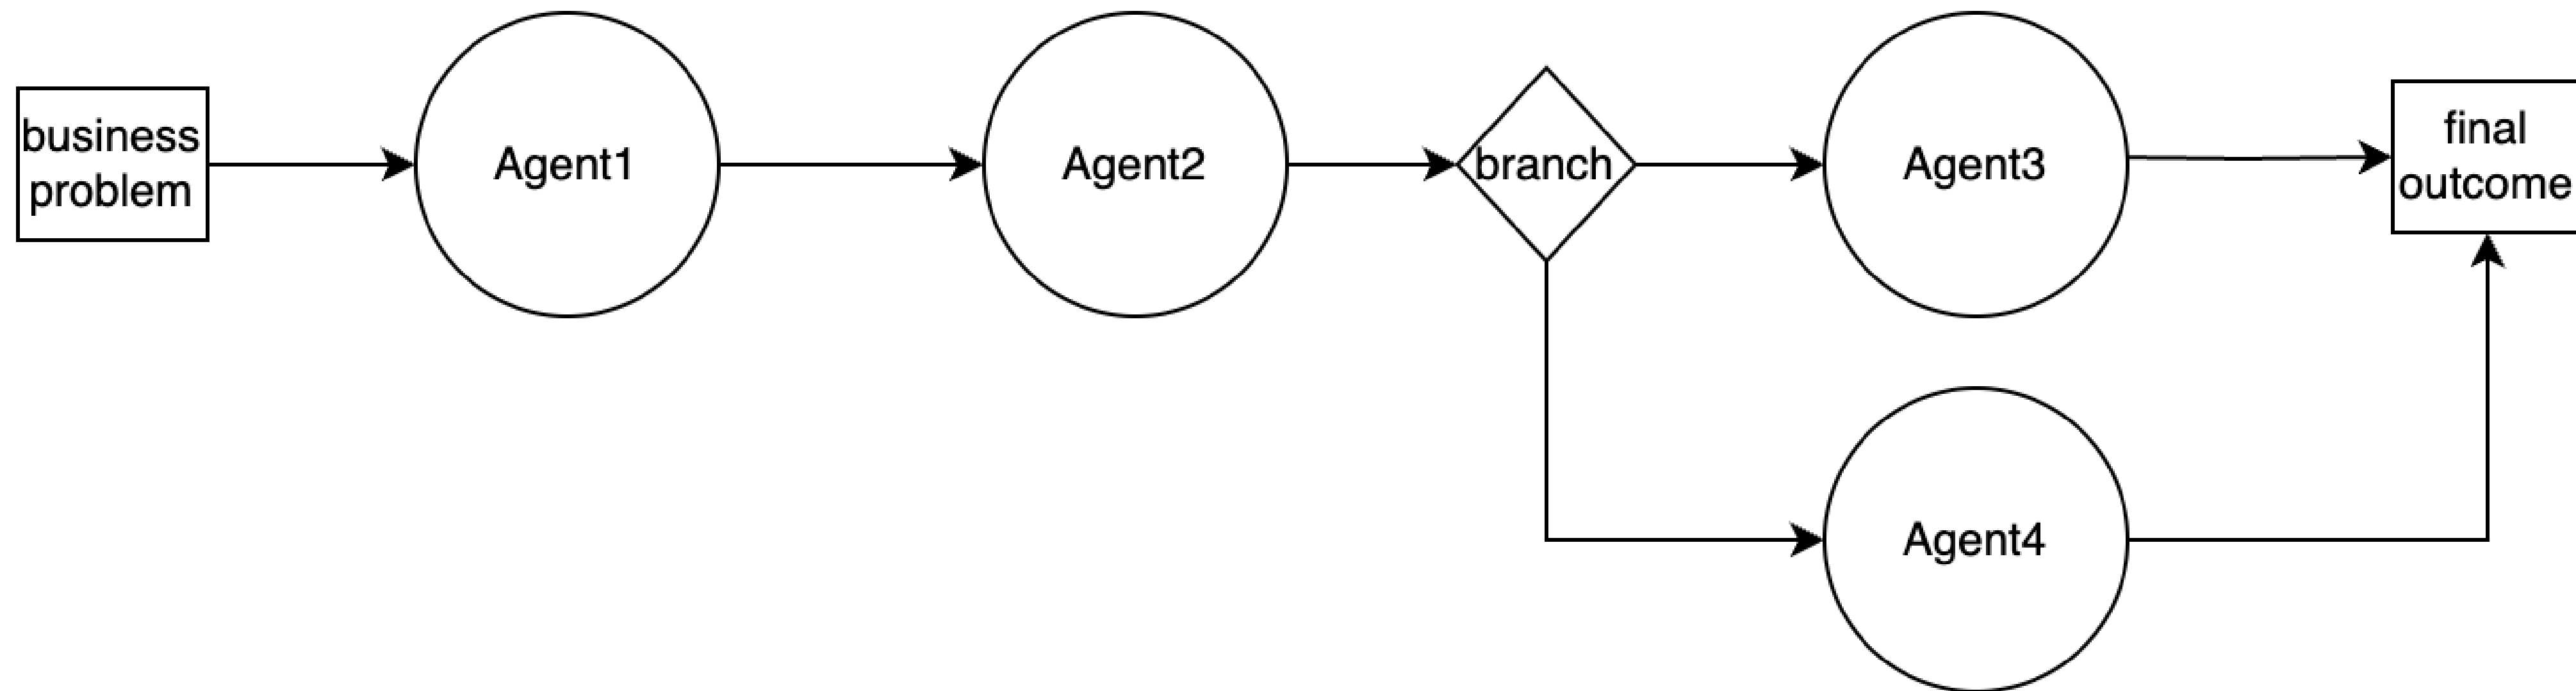 business
problem
Agent1
Agent2
branch
Agent3
final
outcome
Agent4